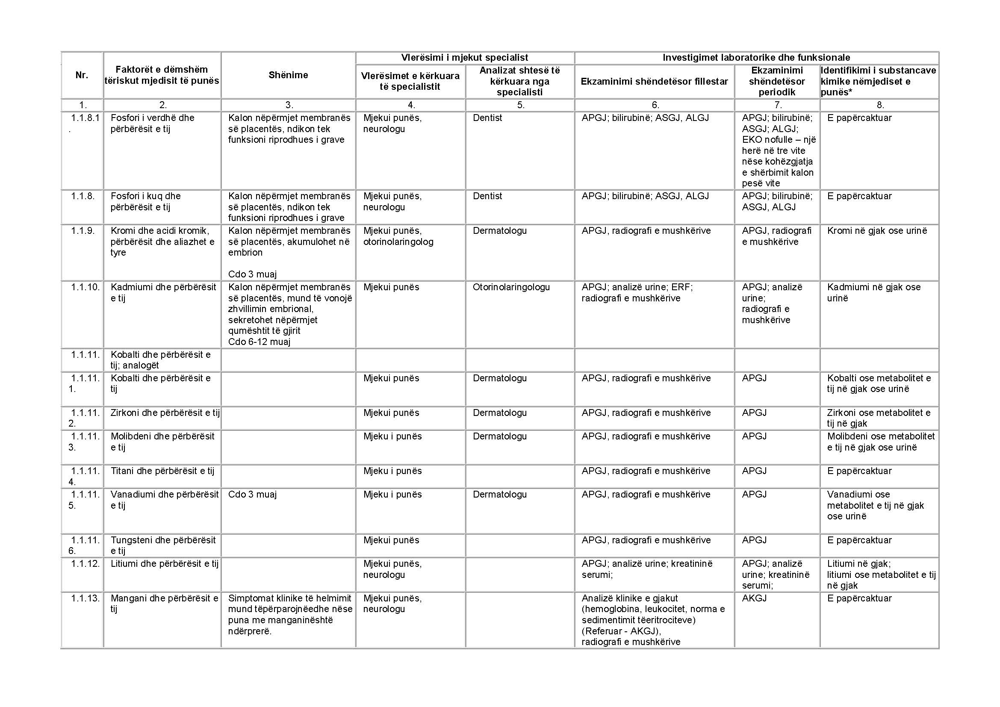 Nr.
Faktorët e dëmshëm
tëriskut mjedisit të punës
Shënime
Vlerësimi i mjekut specialist
Investigimet laboratorike dhe funksionale
Vlerësimet e kërkuara
të specialistit
Analizat shtesë të
kërkuara nga
specialisti
Ekzaminimi shëndetësor fillestar
Ekzaminimi
shëndetësor
periodik
Identifikimi i substancave
kimike nëmjediset e
punës*
1.
2.
3.
4.
5.
6.
7.
8.
1.1.8.1
.
Fosfori i verdhë dhe
përbërësit e tij
Kalon nëpërmjet membranës
së placentës, ndikon tek
funksioni riprodhues i grave
Mjekui punës,
neurologu
Dentist
APGJ; bilirubinë; ASGJ, ALGJ
APGJ; bilirubinë;
ASGJ; ALGJ;
EKO nofulle – një
herë në tre vite
nëse kohëzgjatja
e shërbimit kalon
pesë vite
E papërcaktuar
1.1.8.
Fosfori i kuq dhe
përbërësit e tij
Kalon nëpërmjet membranës
së placentës, ndikon tek
funksioni riprodhues i grave
Mjekui punës,
neurologu
Dentist
APGJ; bilirubinë; ASGJ, ALGJ
APGJ; bilirubinë;
ASGJ, ALGJ
E papërcaktuar
1.1.9.
Kromi dhe acidi kromik,
përbërësit dhe aliazhet e
tyre
Kalon nëpërmjet membranës
së placentës, akumulohet në
embrion
Cdo 3 muaj
Mjekui punës,
otorinolaringolog
Dermatologu
APGJ, radiografi e mushkërive
APGJ, radiografi
e mushkërive
Kromi në gjak ose urinë
1.1.10.
Kadmiumi dhe përbërësit
e tij
Kalon nëpërmjet membranës
së placentës, mund të vonojë
zhvillimin embrional,
sekretohet nëpërmjet
qumështit të gjirit
Cdo 6-12 muaj
Mjekui punës
Otorinolaringologu
APGJ; analizë urine; ERF;
radiografi e mushkërive
APGJ; analizë
urine;
radiografi e
mushkërive
Kadmiumi në gjak ose
urinë
1.1.11.
Kobalti dhe përbërësit e
tij; analogët
1.1.11.
1.
Kobalti dhe përbërësit e
tij
Mjekui punës
Dermatologu
APGJ, radiografi e mushkërive
APGJ
Kobalti ose metabolitet e
tij në gjak ose urinë
1.1.11.
2.
Zirkoni dhe përbërësit e tij
Mjekui punës
Dermatologu
APGJ, radiografi e mushkërive
APGJ
Zirkoni ose metabolitet e
tij në gjak
1.1.11.
3.
Molibdeni dhe përbërësit
e tij
Mjeku i punës
Dermatologu
APGJ, radiografi e mushkërive
APGJ
Molibdeni ose metabolitet
e tij në gjak ose urinë
1.1.11.
4.
Titani dhe përbërësit e tij
Mjeku i punës
APGJ, radiografi e mushkërive
APGJ
E papërcaktuar
1.1.11.
5.
Vanadiumi dhe përbërësit
e tij
Cdo 3 muaj
Mjeku i punës
Dermatologu
APGJ, radiografi e mushkërive
APGJ
Vanadiumi ose
metabolitet e tij në gjak
ose urinë
1.1.11.
6.
Tungsteni dhe përbërësit
e tij
Mjekui punës
APGJ, radiografi e mushkërive
APGJ
E papërcaktuar
1.1.12.
Litiumi dhe përbërësit e tij
Mjekui punës,
neurologu
APGJ; analizë urine; kreatininë
serumi;
APGJ; analizë
urine; kreatininë
serumi;
Litiumi në gjak;
litiumi ose metabolitet e tij
në gjak
1.1.13.
Mangani dhe përbërësit e
tij
Simptomat klinike të helmimit
mund tëpërparojnëedhe nëse
puna me manganinështë
ndërprerë.
Mjekui punës,
neurologu
Analizë klinike e gjakut
(hemoglobina, leukocitet, norma e
sedimentimit tëeritrociteve)
(Referuar - AKGJ),
radiografi e mushkërive
AKGJ
E papërcaktuar